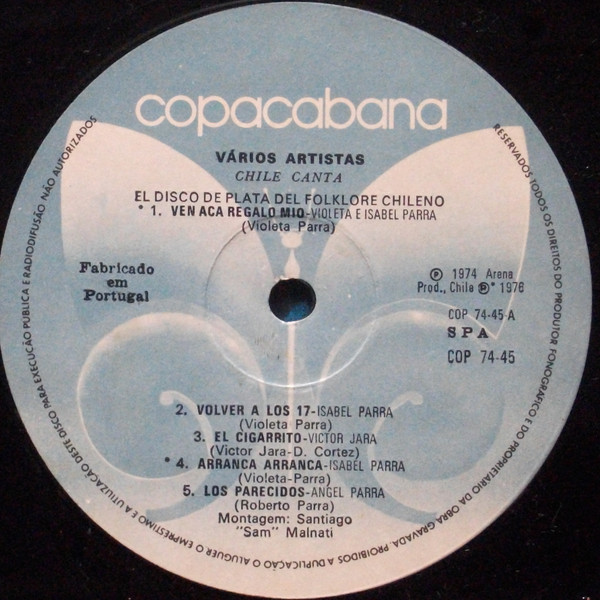 copacabana
VÁRIOS ARTISTAS
CHILE CANTA
EL DISCO DE PLATA DEL FOLKLORE CHILENO
* 1. VEN ACA REGALO MIO-VIOLETA E ISABEL PARRA
(Violeta Parra)
Fabricado
em
Portugal
Ⓟ 1974 Arena
Prod., Chile Ⓟ* 1976
COP 74-45-A
SPA
COP 74-45
2. VOLVER A LOS 17-ISABEL PARRA
(Violeta Parra)
3. EL CIGARRITO-VICTOR JARA
(Victor Jara-D. Cortez)
* 4. ARRANCA ARRANCA-ISABEL PARRA
(Violeta-Parra)
5. LOS PARECIDOS-ANGEL PARRA
(Roberto Parra)
Montagem: Santiago
"Sam" Malnati
RESERVADOS TODOS OS DIREITOS DO PRODUTOR FONOGRÁFICO E DO PROPRIETARIO DA OBRA GRAVADA. PROIBIDOS A DUPLICAÇÃO O ALUGUER O EMPRESTIMO E A UTILIZAÇÃO DESTE DISCO PARA EXECUÇÃO PUBLICA E RADIODIFUSÃO NÃO AUTORIZADOS